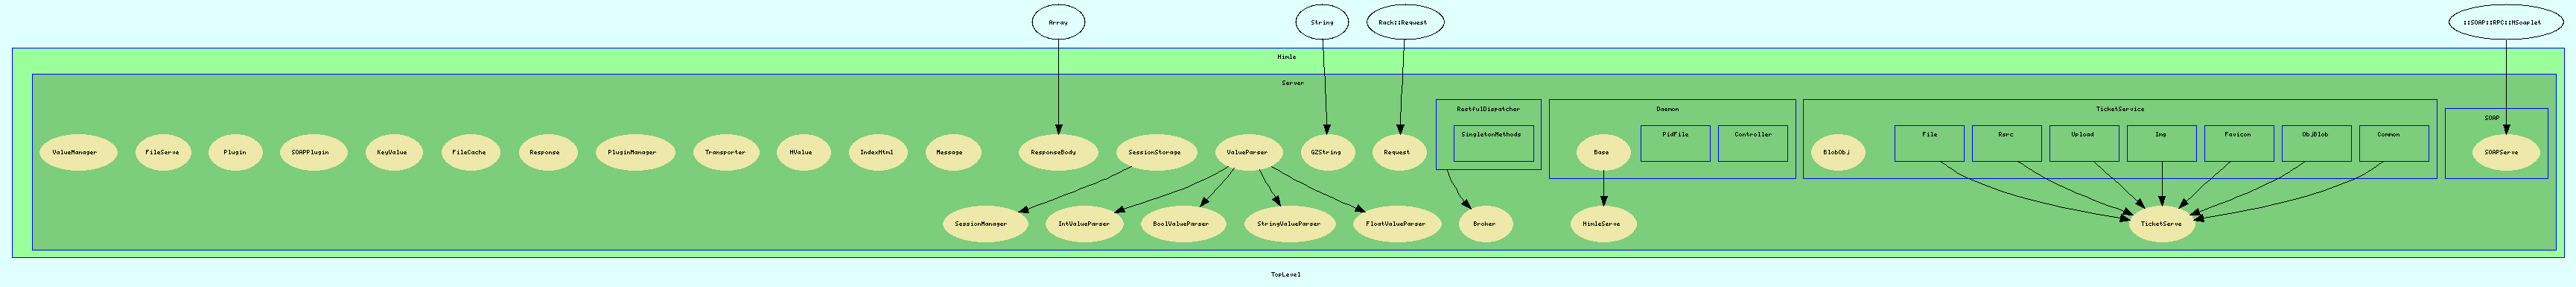 Array
String
Rack::Request
::SOAP::RPC::HSoaplet
Himle
Server
RestfulDispatcher
Daemon
TicketService
SOAP
SingletonMethods
PidFile
Controller
File
Rsrc
Upload
Img
Favicon
ObjBlob
Common
ValueManager
FileServe
Plugin
SOAPPlugin
KeyValue
FileCache
Response
PluginManager
Transporter
HValue
IndexHtml
Message
ResponseBody
SessionStorage
ValueParser
GZString
Request
Base
BlobObj
SOAPServe
SessionManager
IntValueParser
BoolValueParser
StringValueParser
FloatValueParser
Broker
HimleServe
TicketServe
TopLevel